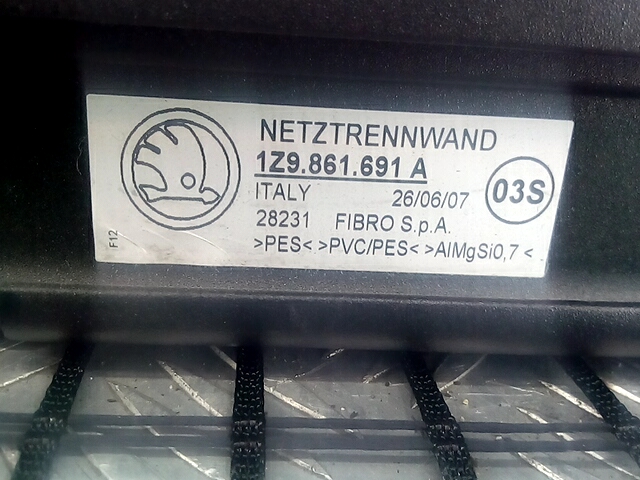 NETZTRENNWAND
1Z9.861.691 A
ITALY 26/06/07
03S
28231 FIBRO S.p.A.
>PES< >PVC/PES< >AlMgSi0,7 <
F12